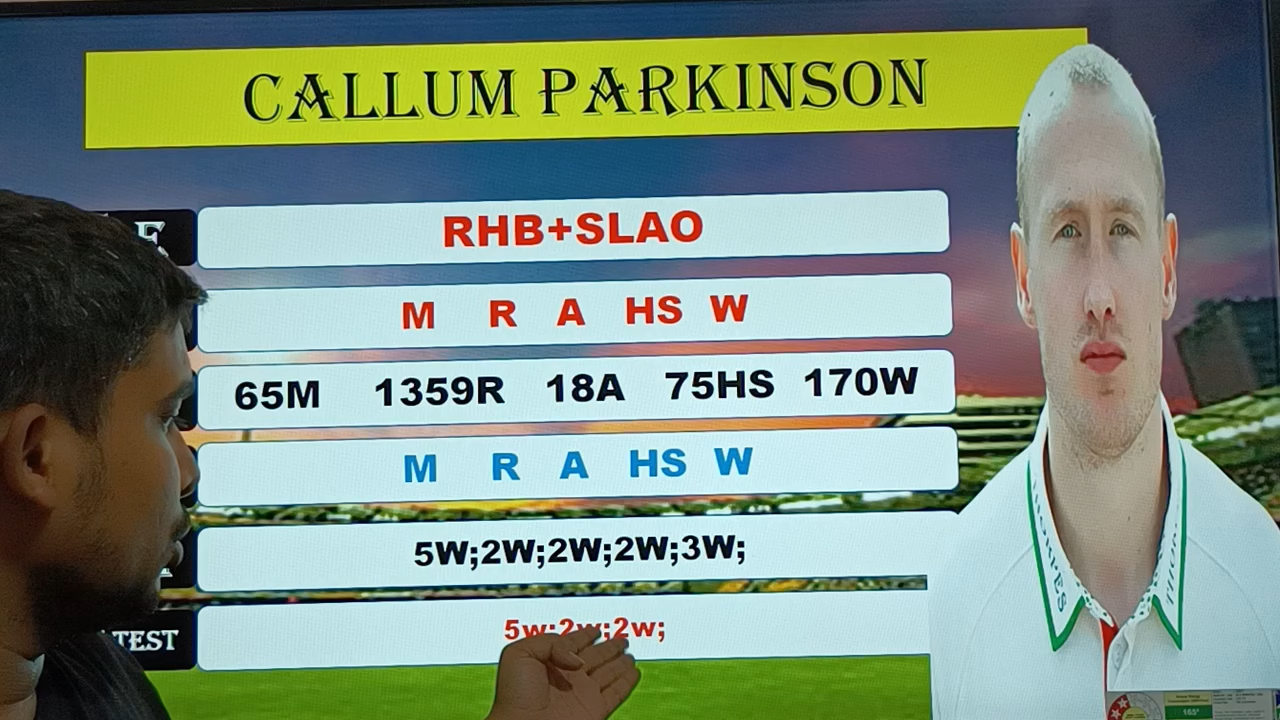 CALLUM PARKINSON
E RHB+SLAO
M R A HS W
65M 1359R 18A 75HS 170W
M R A HS W
5W;2W;2W;2W;3W;
TEST 5w;2w;2w;
THORPES